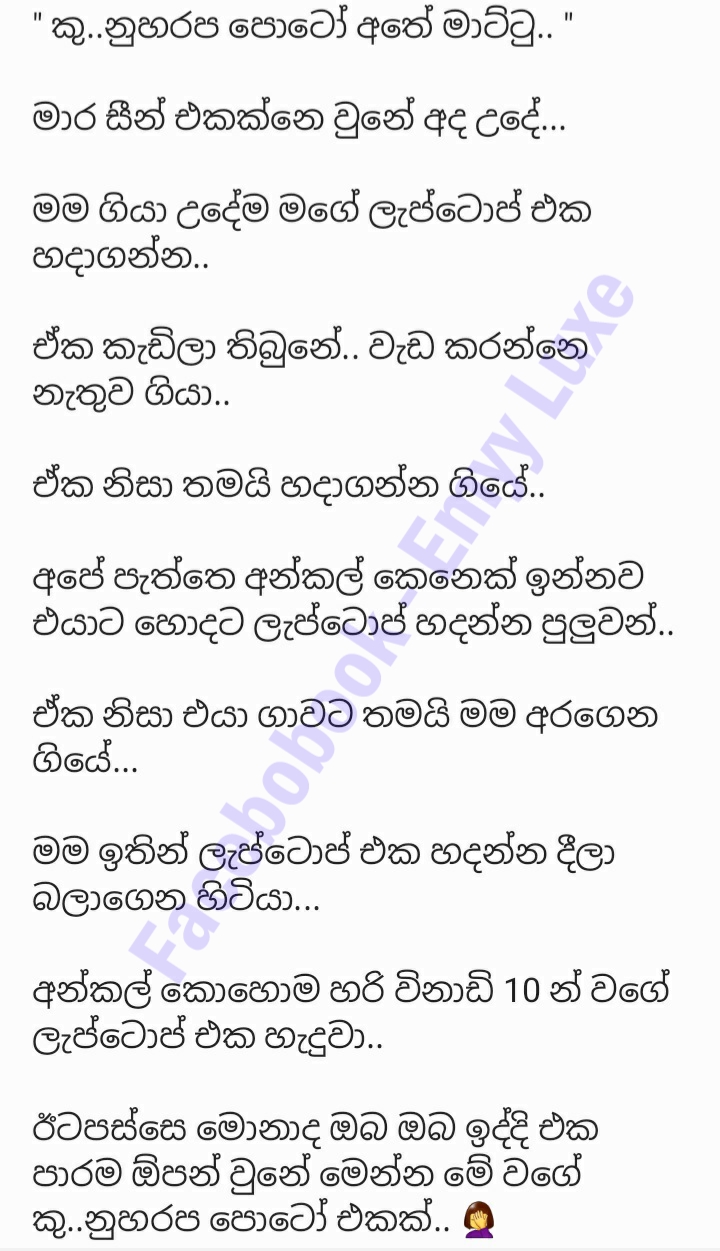 " කු..නුහරප පොටෝ අතේ මාට්ටු.. "
මාර සීන් එකක්නෙ වුනේ අද උදේ...
මම ගියා උදේම මගේ ලැප්ටොප් එක
හදාගන්න..
ඒක කැඩිලා තිබුනේ.. වැඩ කරන්නෙ
නැතුව ගියා..
ඒක නිසා තමයි හදාගන්න ගියේ..
අපේ පැත්තෙ අන්කල් කෙනෙක් ඉන්නව
එයාට හොදට ලැප්ටොප් හදන්න පුලුවන්..
ඒක නිසා එයා ගාවට තමයි මම අරගෙන
ගියේ...
මම ඉතින් ලැප්ටොප් එක හදන්න දීලා
බලාගෙන හිටියා...
අන්කල් කොහොම හරි විනාඩි 10 න් වගේ
ලැප්ටොප් එක හැදුවා..
ඊටපස්සෙ මොනාද ඔබ ඔබ ඉද්දි එක
පාරම ඕපන් වුනේ මෙන්න මේ වගේ
කු..නුහරප පොටෝ එකක්.. 🤦‍♀️
Facebobook - Envy Luxe